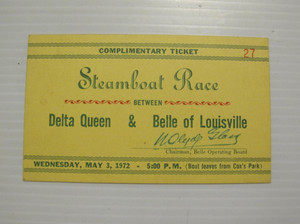 COMPLIMENTARY TICKET
27
Steamboat Race
BETWEEN
Delta Queen & Belle of Louisville
Chairman, Belle Operating Board
WEDNESDAY, MAY 3, 1972 - 5:00 P. M. (Boat leaves from Cox's Park)